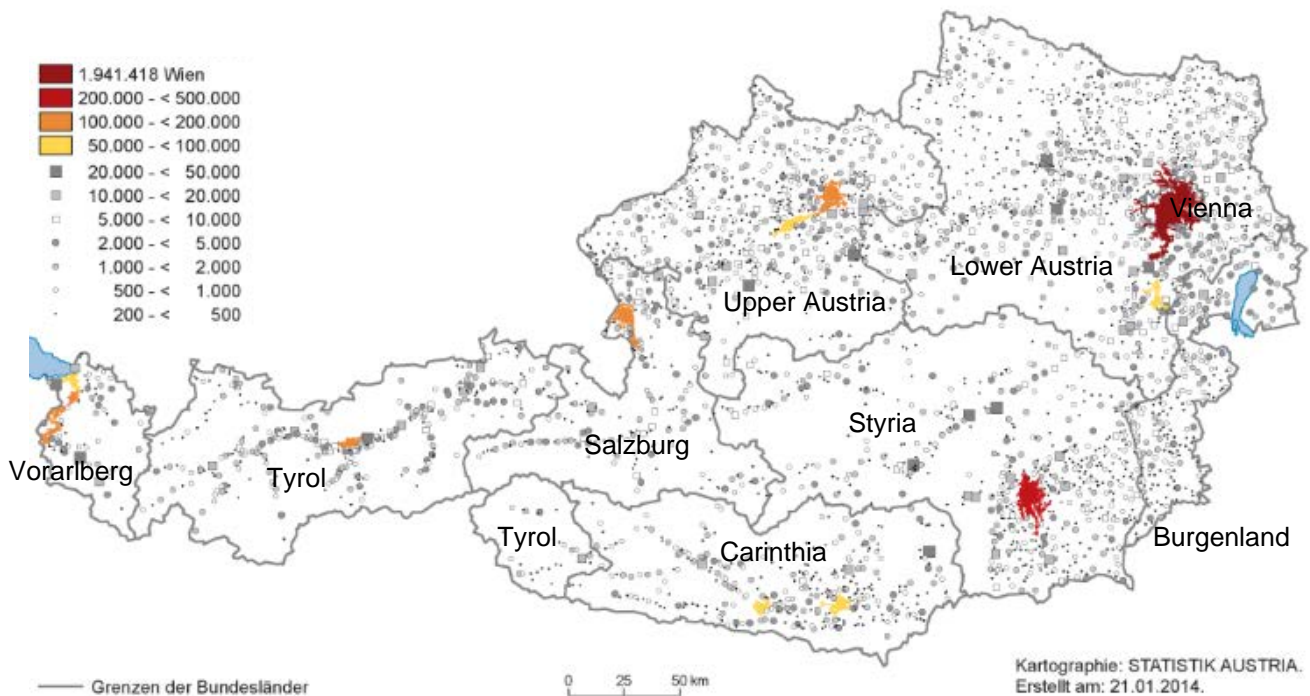 1.941.418 Wien
200.000 - < 500.000
100.000 - < 200.000
50.000 - < 100.000
20.000 - < 50.000
10.000 - < 20.000
5.000 - < 10.000
2.000 - < 5.000
1.000 - < 2.000
500 - < 1.000
200 - < 500
Vienna
Lower Austria
Upper Austria
Styria
Salzburg
Vorarlberg
Tyrol
Tyrol
Carinthia
Burgenland
Grenzen der Bundesländer
0 25 50 km
Kartographie: STATISTIK AUSTRIA.
Erstellt am: 21.01.2014.